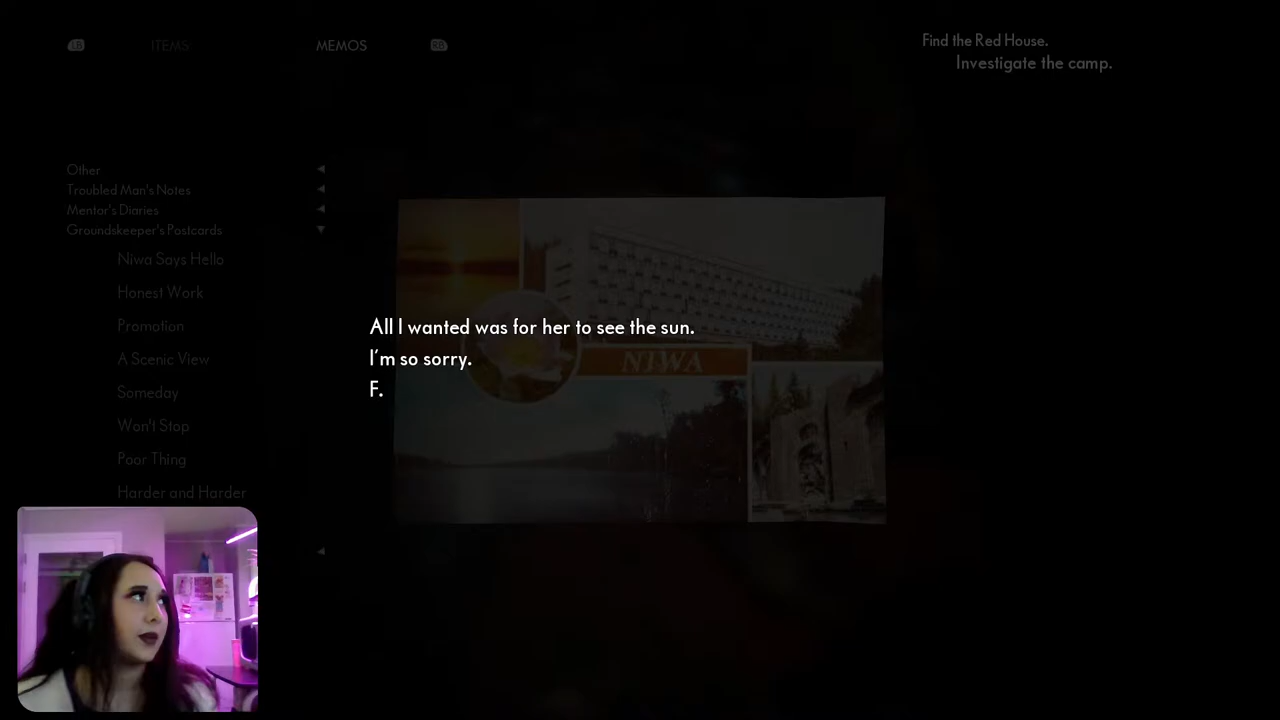 LB
ITEMS
MEMOS
RB
Find the Red House.
Investigate the camp.
Other
Troubled Man's Notes
Mentor's Diaries
Groundskeeper's Postcards
Niwa Says Hello
Honest Work
Promotion
A Scenic View
Someday
Won't Stop
Poor Thing
Harder and Harder
All I wanted was for her to see the sun.
I'm so sorry.
F.
NIWA